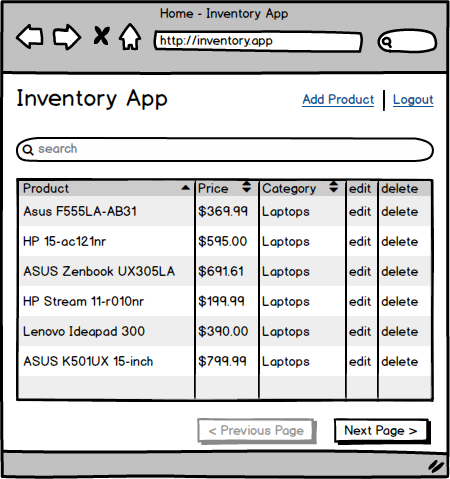 Home - Inventory App
http://inventory.app
Inventory App
Add Product Logout
search
Product Price Category edit delete
Asus F555LA-AB31 $369.99 Laptops edit delete
HP 15-ac121nr $595.00 Laptops edit delete
ASUS Zenbook UX305LA $691.61 Laptops edit delete
HP Stream 11-r010nr $199.99 Laptops edit delete
Lenovo Ideapad 300 $390.00 Laptops edit delete
ASUS K501UX 15-inch $799.99 Laptops edit delete
< Previous Page Next Page >